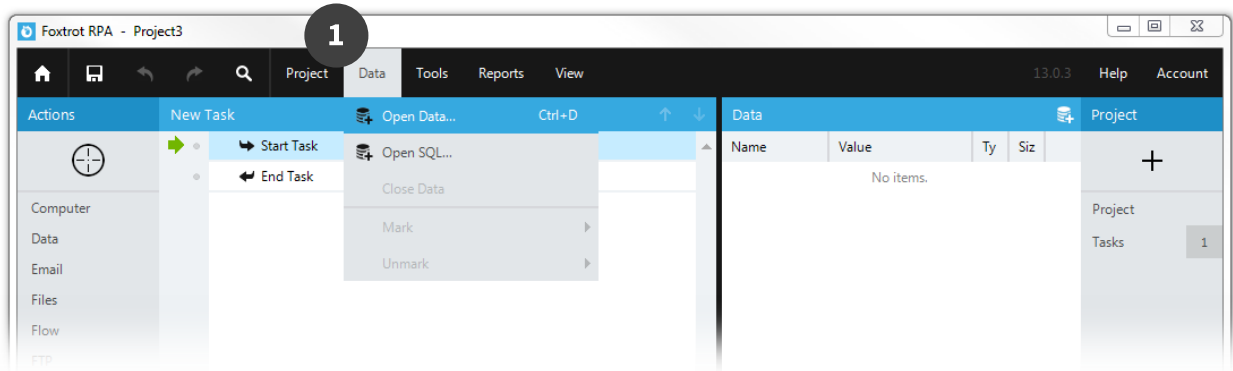 Foxtrot RPA - Project3
1
Project Data Tools Reports View 13.0.3 Help Account
Actions
New Task
Open Data... Ctrl+D
Data
Project
Start Task
Open SQL...
Name Value Ty Siz
End Task
Close Data
No items.
Computer
Mark
Project
Data
Tasks 1
Email
Unmark
Files
Flow
FTP